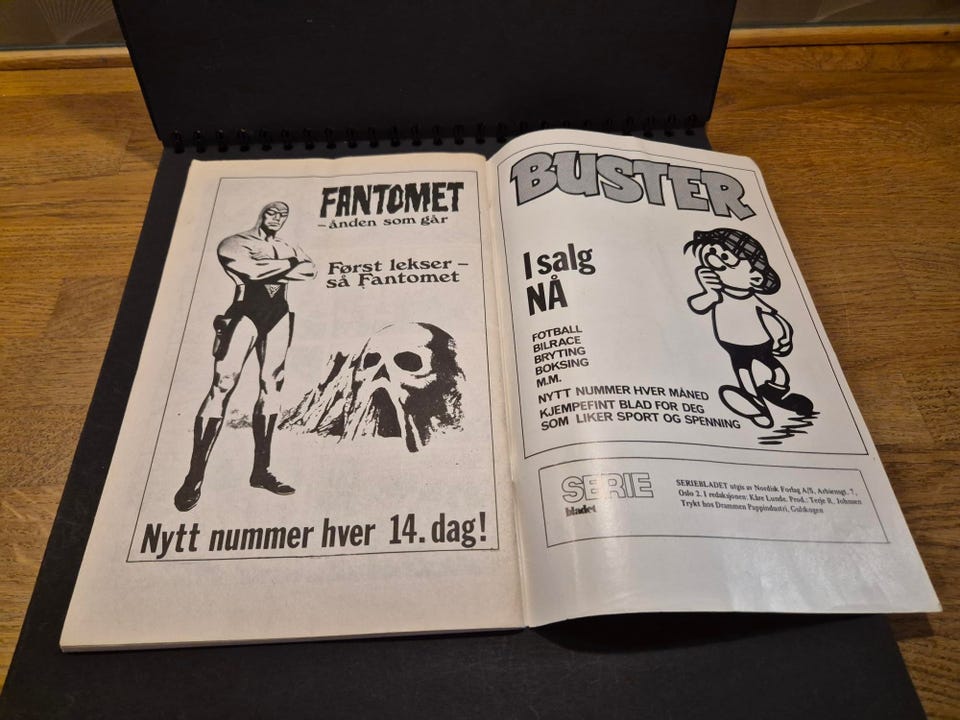 FANTOMET
– ånden som går
Først lekser –
så Fantomet
Nytt nummer hver 14. dag!
BUSTER
I salg
NÅ
FOTBALL
BILRACE
BRYTING
BOKSING
M.M.
NYTT NUMMER HVER MÅNED
KJEMPEFINT BLAD FOR DEG
SOM LIKER SPORT OG SPENNING
SERIE
bladet
SERIEBLADET utgis av Nordisk Forlag A/S, Arbiensgt. 7,
Oslo 2. I redaksjonen: Kåre Lunde. Prod.: Terje R. Johnsen
Trykt hos Drammen Pappindustri, Gulskogen